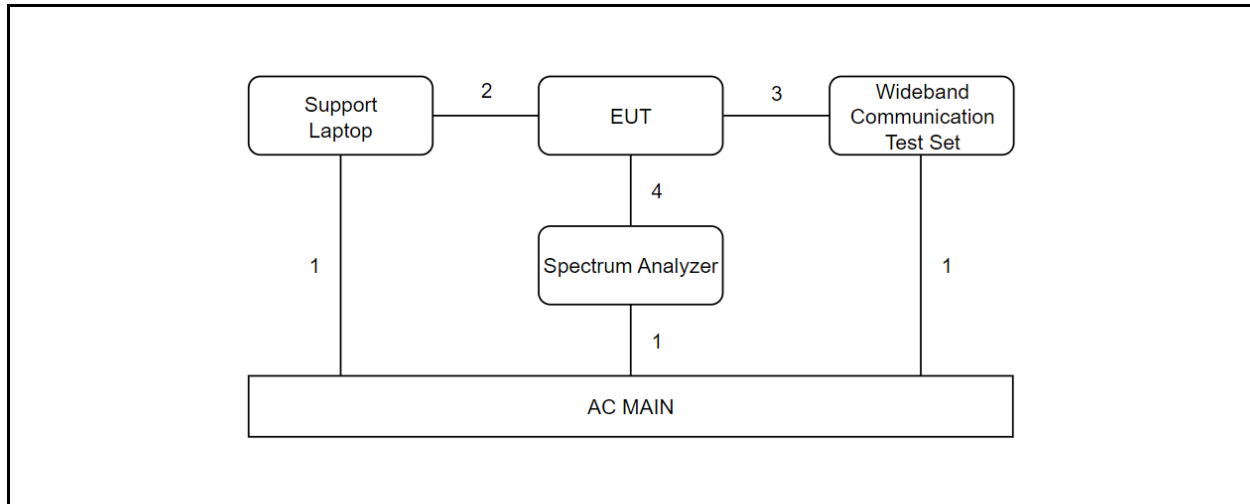 2
3
Support
Laptop
EUT
Wideband
Communication
Test Set
4
1
Spectrum Analyzer
1
1
AC MAIN